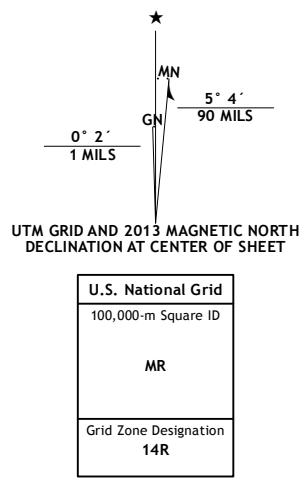 MN
5° 4´
90 MILS
GN
0° 2´
1 MILS
UTM GRID AND 2013 MAGNETIC NORTH
DECLINATION AT CENTER OF SHEET
U.S. National Grid
100,000-m Square ID
MR
Grid Zone Designation
14R